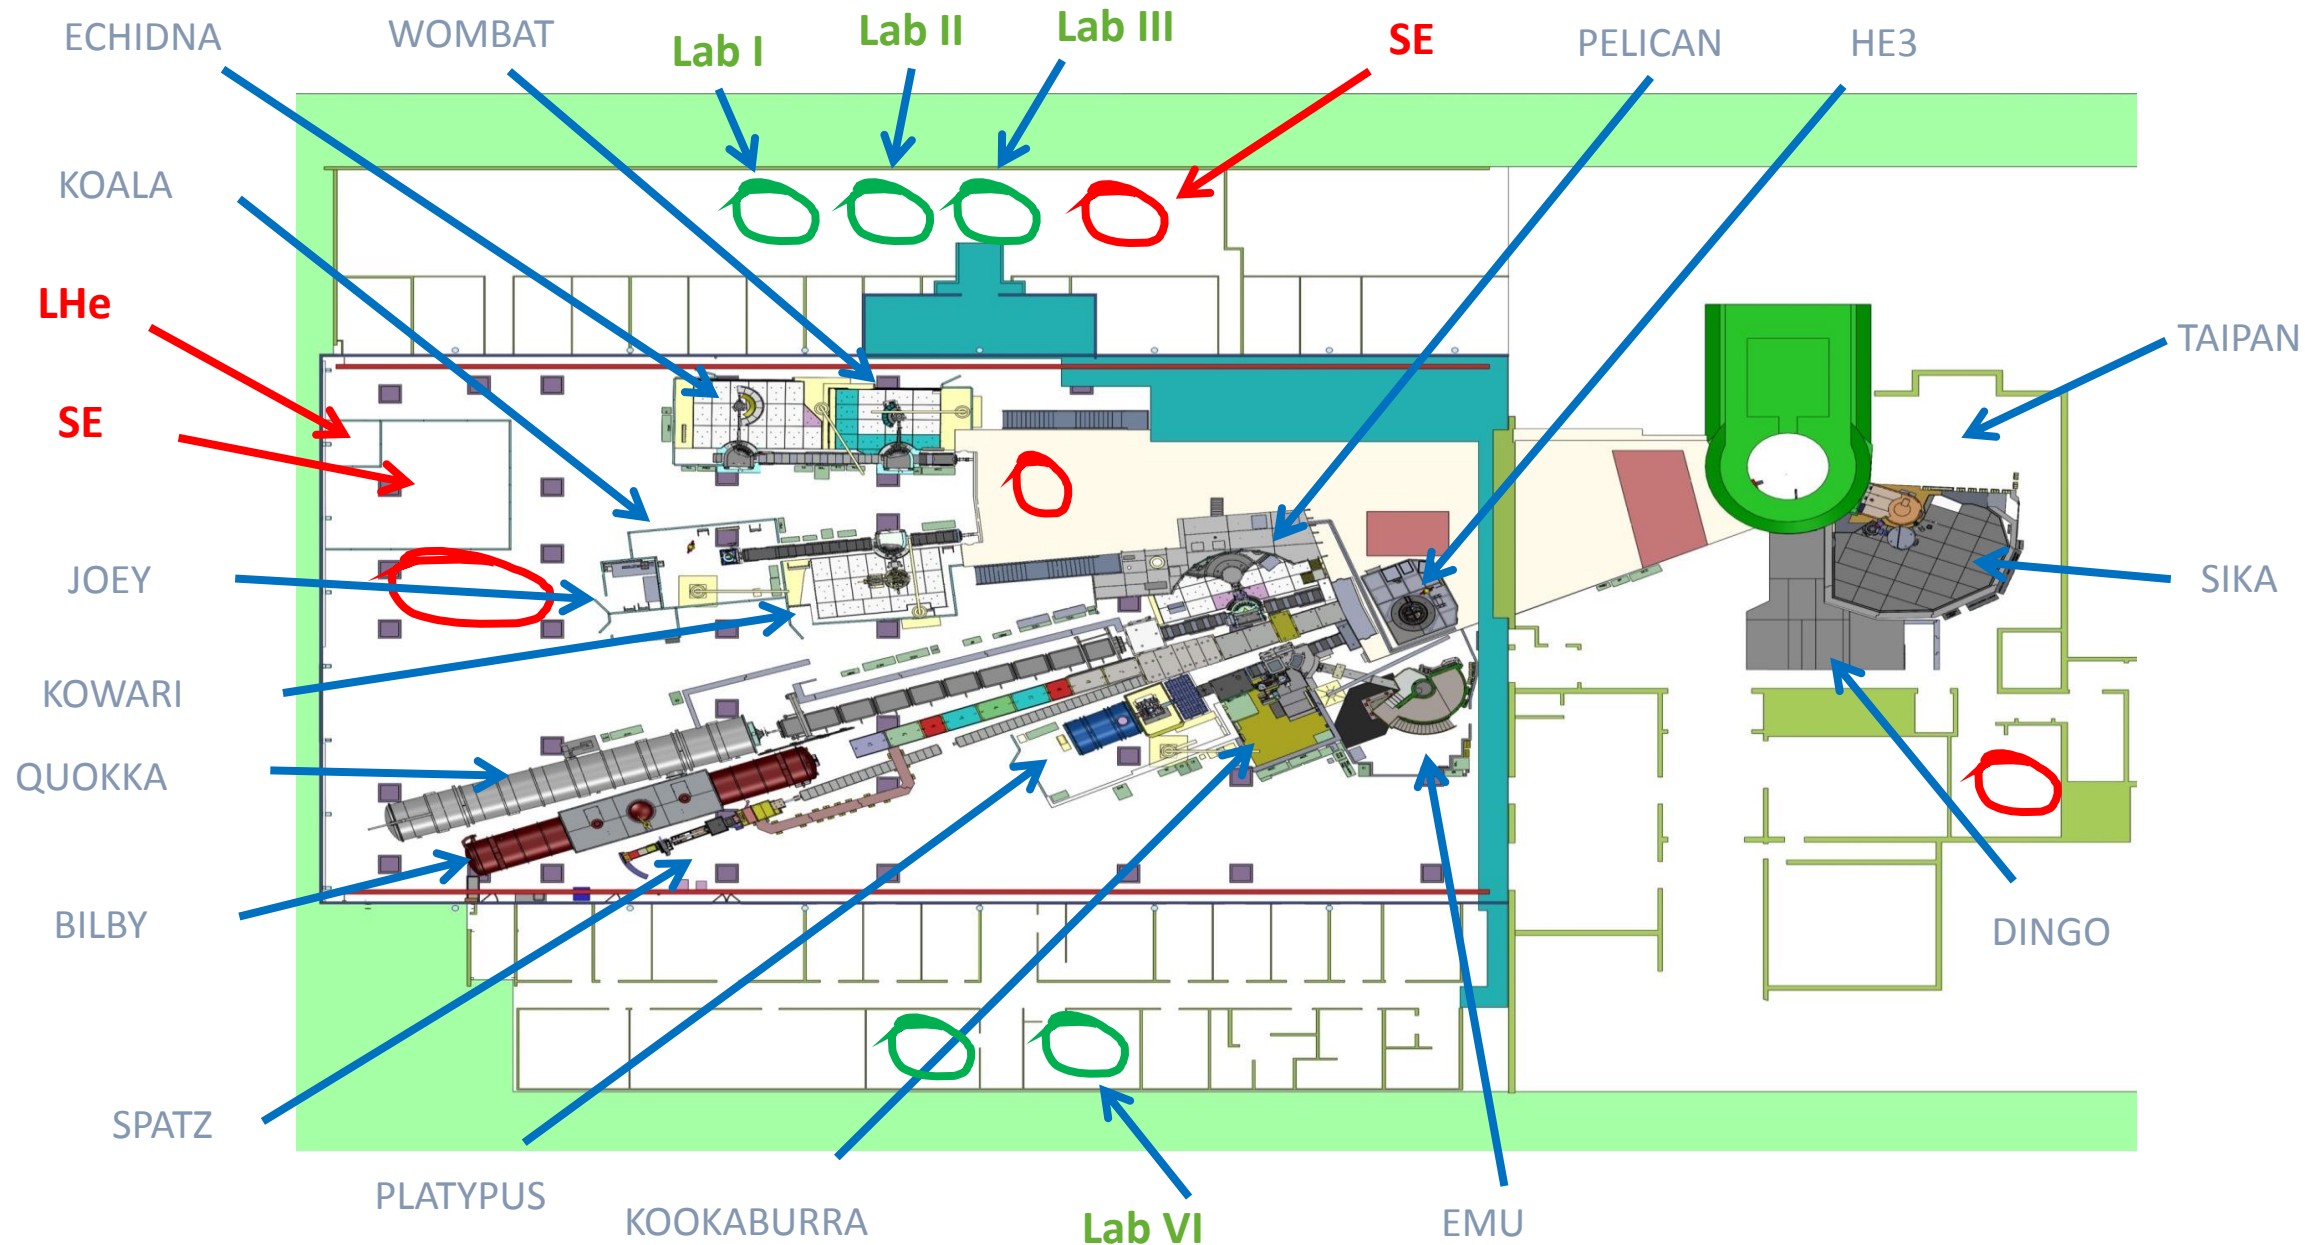 ECHIDNA
WOMBAT
Lab I
Lab II
Lab III
SE
PELICAN
HE3
KOALA
LHe
TAIPAN
SE
JOEY
SIKA
KOWARI
QUOKKA
BILBY
DINGO
SPATZ
PLATYPUS
KOOKABURRA
Lab VI
EMU